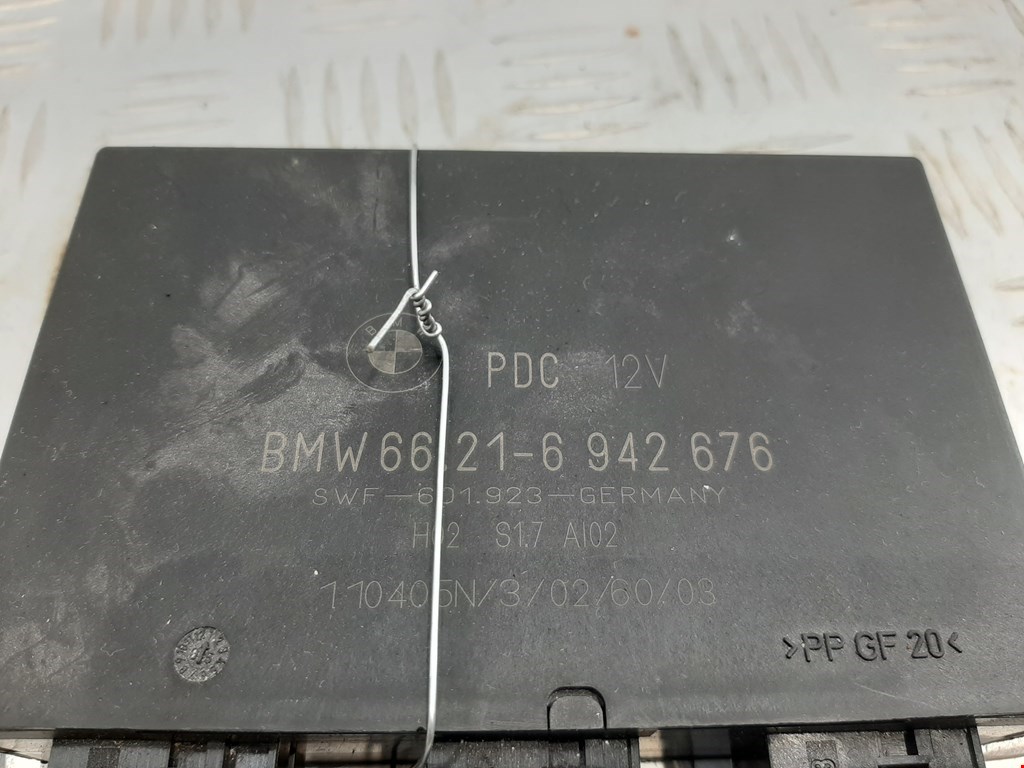 PDC 12V
BMW 66.21-6 942 676
SWF-601.923-GERMANY
H02 S1.7 AI02
110405N/3/02/60/03
>PP GF 20<